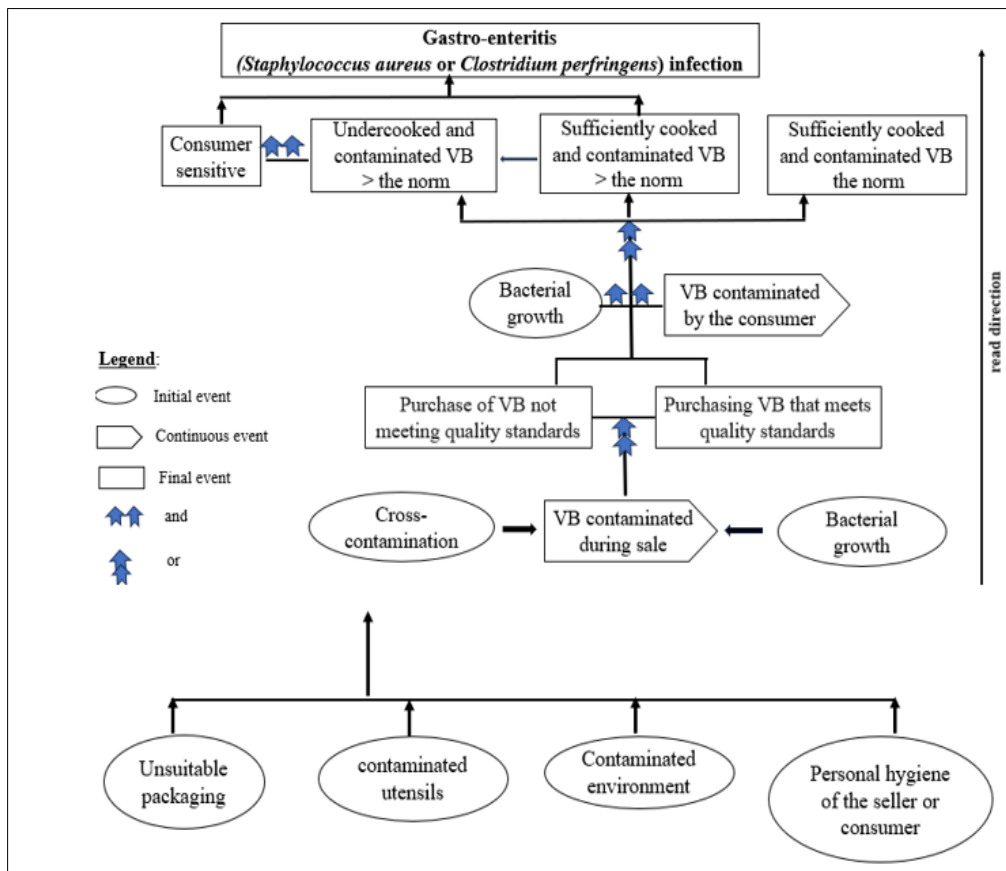 Gastro-enteritis
(Staphylococcus aureus or Clostridium perfringens) infection
Consumer
sensitive
Undercooked and
contaminated VB
> the norm
Sufficiently cooked
and contaminated VB
> the norm
Sufficiently cooked
and contaminated VB
the norm
Bacterial
growth
VB contaminated
by the consumer
read direction
Legend:
Initial event
Continuous event
Final event
and
or
Purchase of VB not
meeting quality standards
Purchasing VB that meets
quality standards
Cross-
contamination
VB contaminated
during sale
Bacterial
growth
Unsuitable
packaging
contaminated
utensils
Contaminated
environment
Personal hygiene
of the seller or
consumer